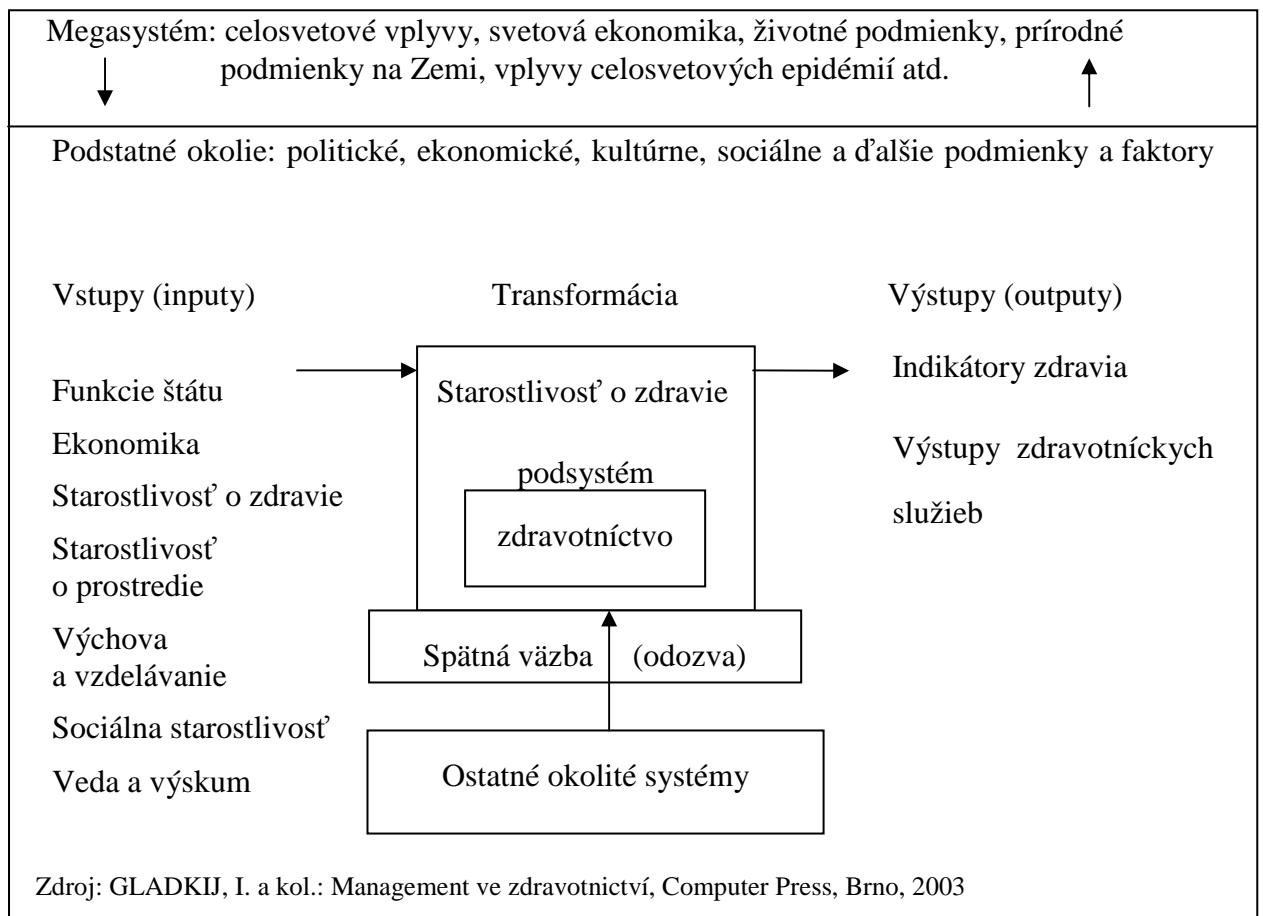 Megasystém: celosvetové vplyvy, svetová ekonomika, životné podmienky, prírodné
podmienky na Zemi, vplyvy celosvetových epidémií atd.
Podstatné okolie: politické, ekonomické, kultúrne, sociálne a ďalšie podmienky a faktory
Vstupy (inputy)
Funkcie štátu
Ekonomika
Starostlivosť o zdravie
Starostlivosť
o prostredie
Výchova
a vzdelávanie
Sociálna starostlivosť
Veda a výskum
Transformácia
Starostlivosť o zdravie
podsystém
zdravotníctvo
Spätná väzba (odozva)
Ostatné okolité systémy
Výstupy (outputy)
Indikátory zdravia
Výstupy zdravotníckych
služieb
Zdroj: GLADKIJ, I. a kol.: Management ve zdravotnictví, Computer Press, Brno, 2003